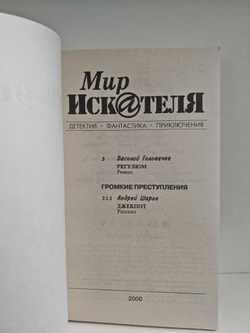 Мир
ИСК@ТЕЛЯ
ДЕТЕКТИВ • ФАНТАСТИКА • ПРИКЛЮЧЕНИЯ
3 Василий Головачев
РЕГУЛЮМ
Роман
ГРОМКИЕ ПРЕСТУПЛЕНИЯ
313 Андрей Шаров
ДЖЕКПОТ
Рассказ
2000